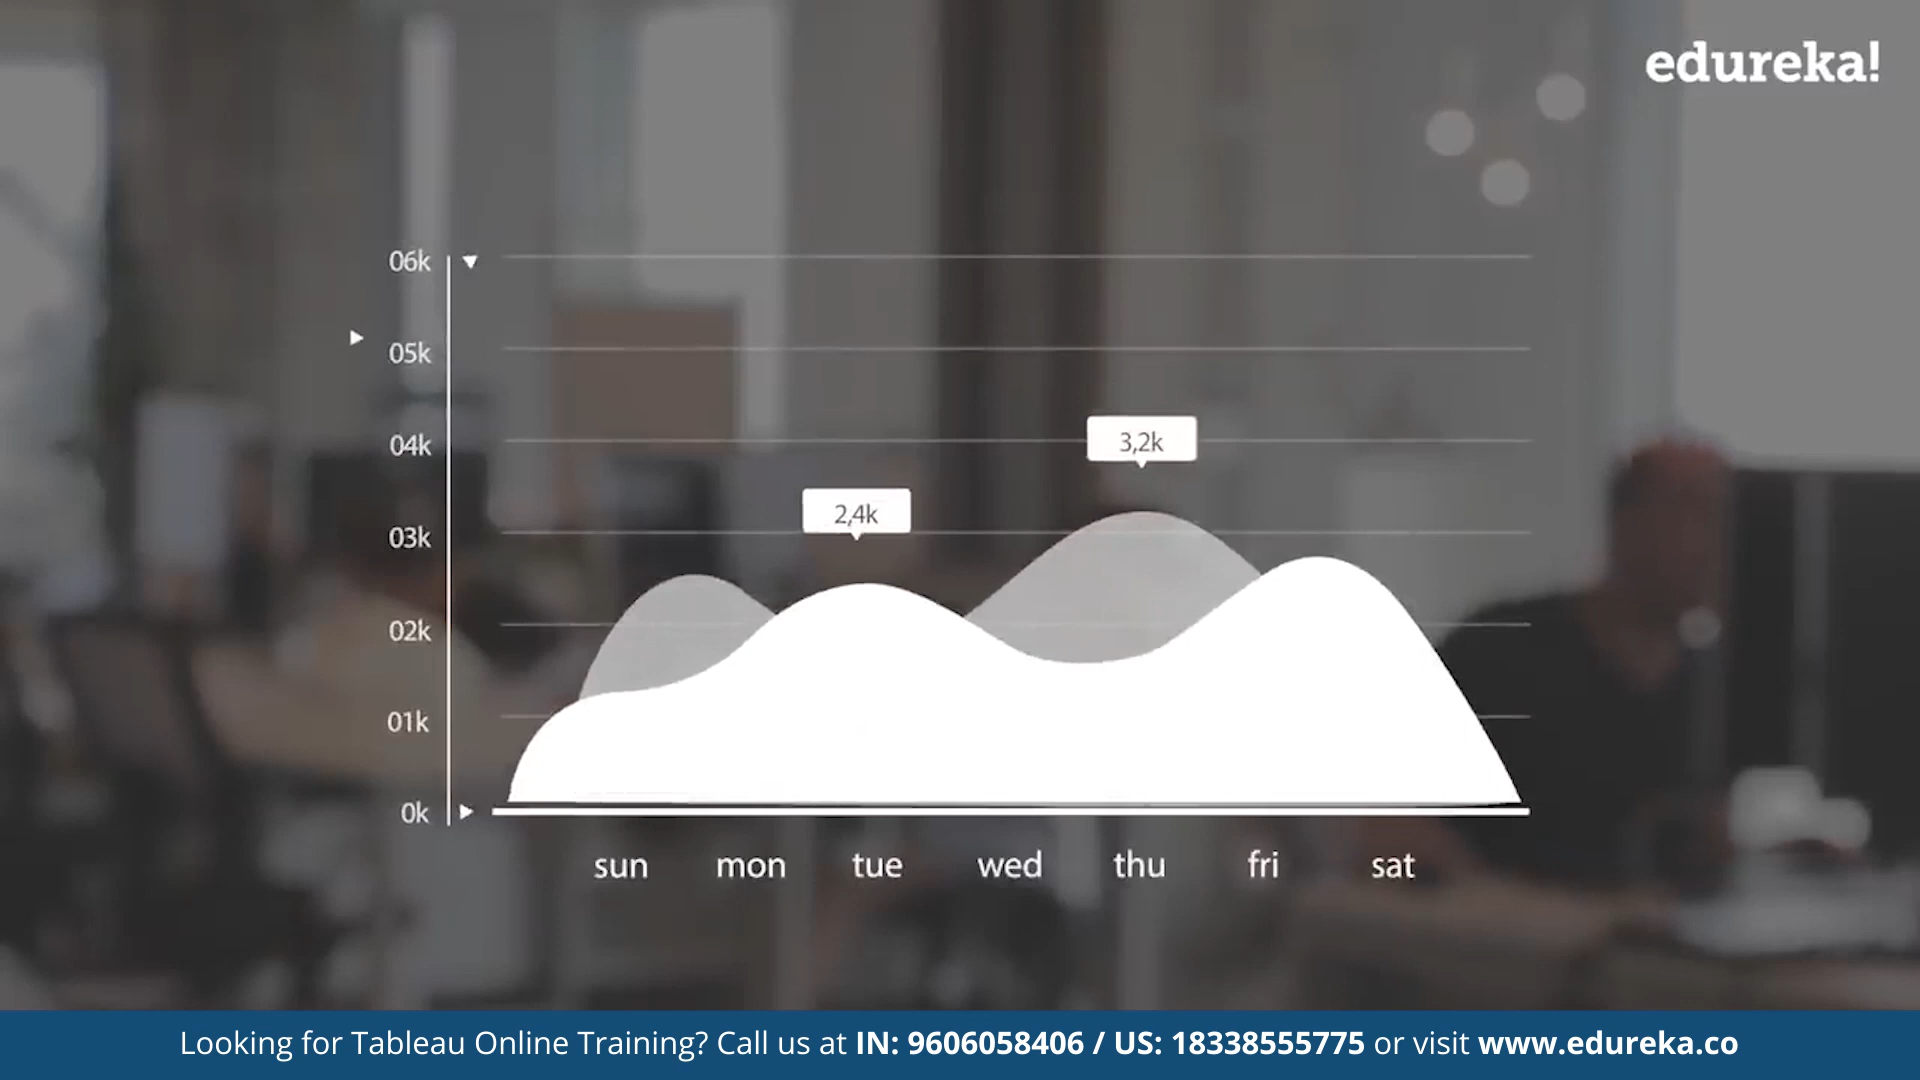 edureka!
06k
05k
04k
03k
02k
01k
0k
3,2k
2,4k
sun mon tue wed thu fri sat
Looking for Tableau Online Training? Call us at IN: 9606058406 / US: 18338555775 or visit www.edureka.co